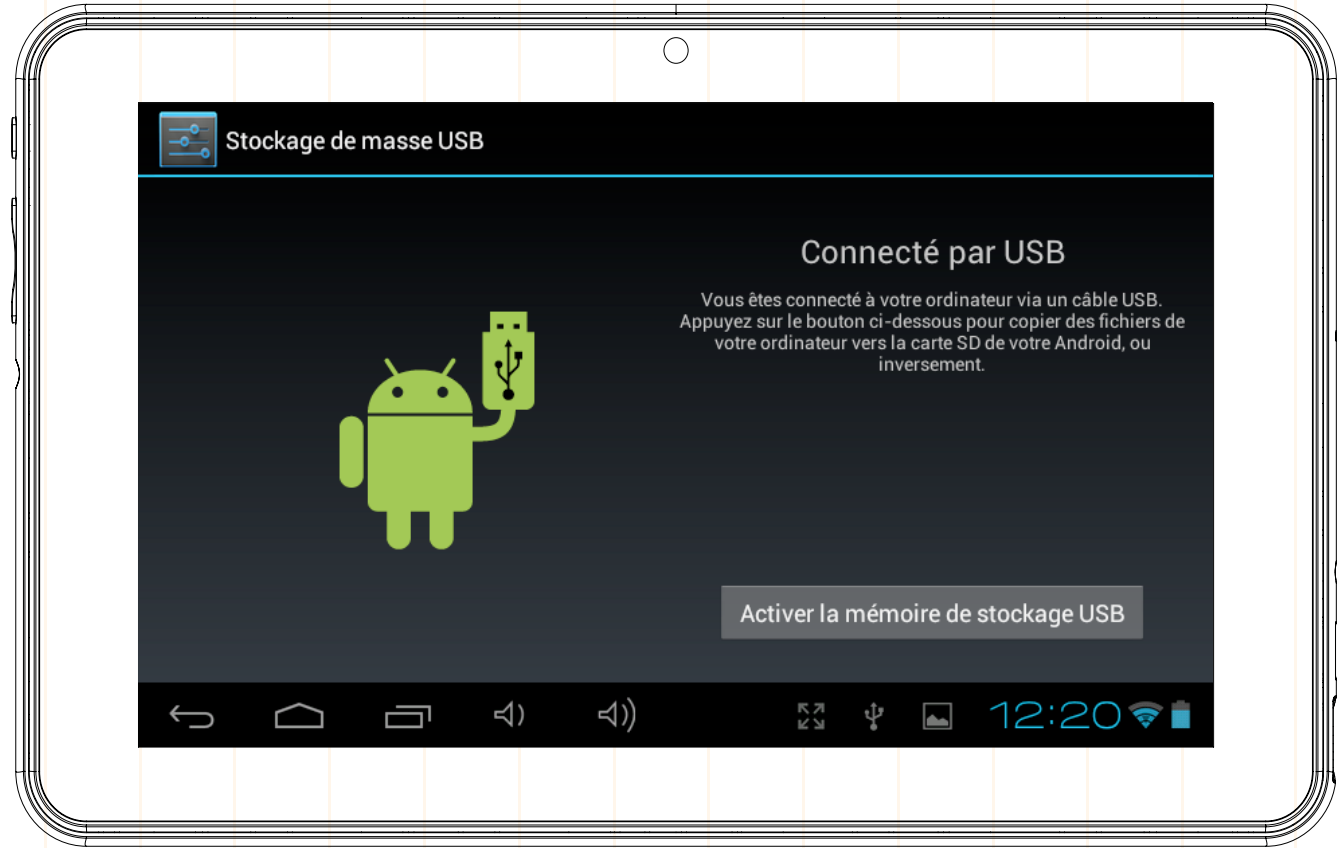 Stockage de masse USB
Connecté par USB
Vous êtes connecté à votre ordinateur via un câble USB.
Appuyez sur le bouton ci-dessous pour copier des fichiers de
votre ordinateur vers la carte SD de votre Android, ou
inversement.
Activer la mémoire de stockage USB
12:20